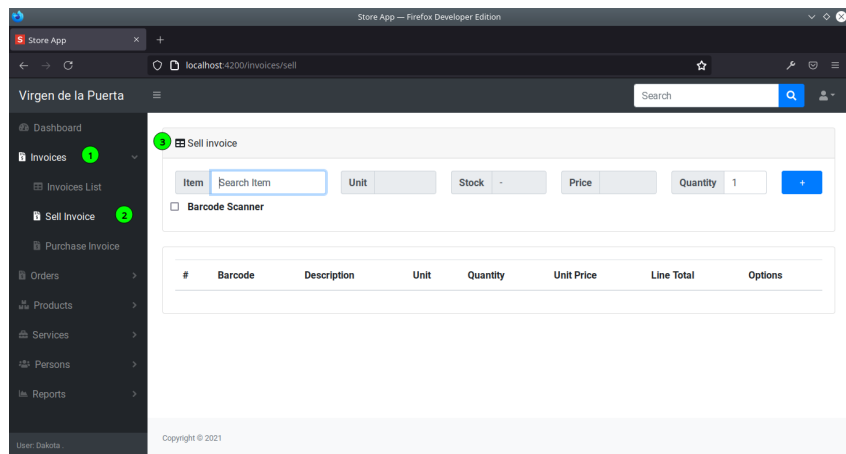 Store App — Firefox Developer Edition
S Store App × +
localhost:4200/invoices/sell
Virgen de la Puerta
Search
Dashboard
Invoices 1
Invoices List
Sell Invoice 2
Purchase Invoice
Orders
Products
Services
Persons
Reports
User: Dakota .
3 Sell invoice
Item Search Item Unit Stock - Price Quantity 1 +
Barcode Scanner
# Barcode Description Unit Quantity Unit Price Line Total Options
Copyright © 2021